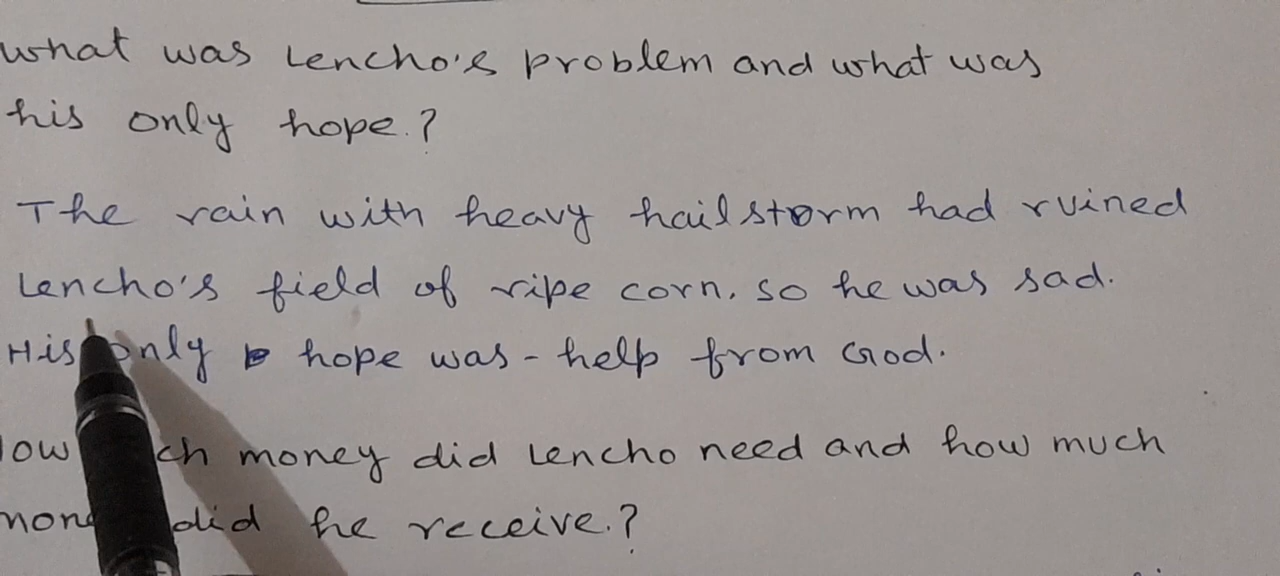 what was Lencho's problem and what was
his only hope.?
The rain with heavy hailstorm had ruined
Lencho's field of ripe corn. so he was sad.
His only hope was - help from God.
money did Lencho need and how much
did he receive.?